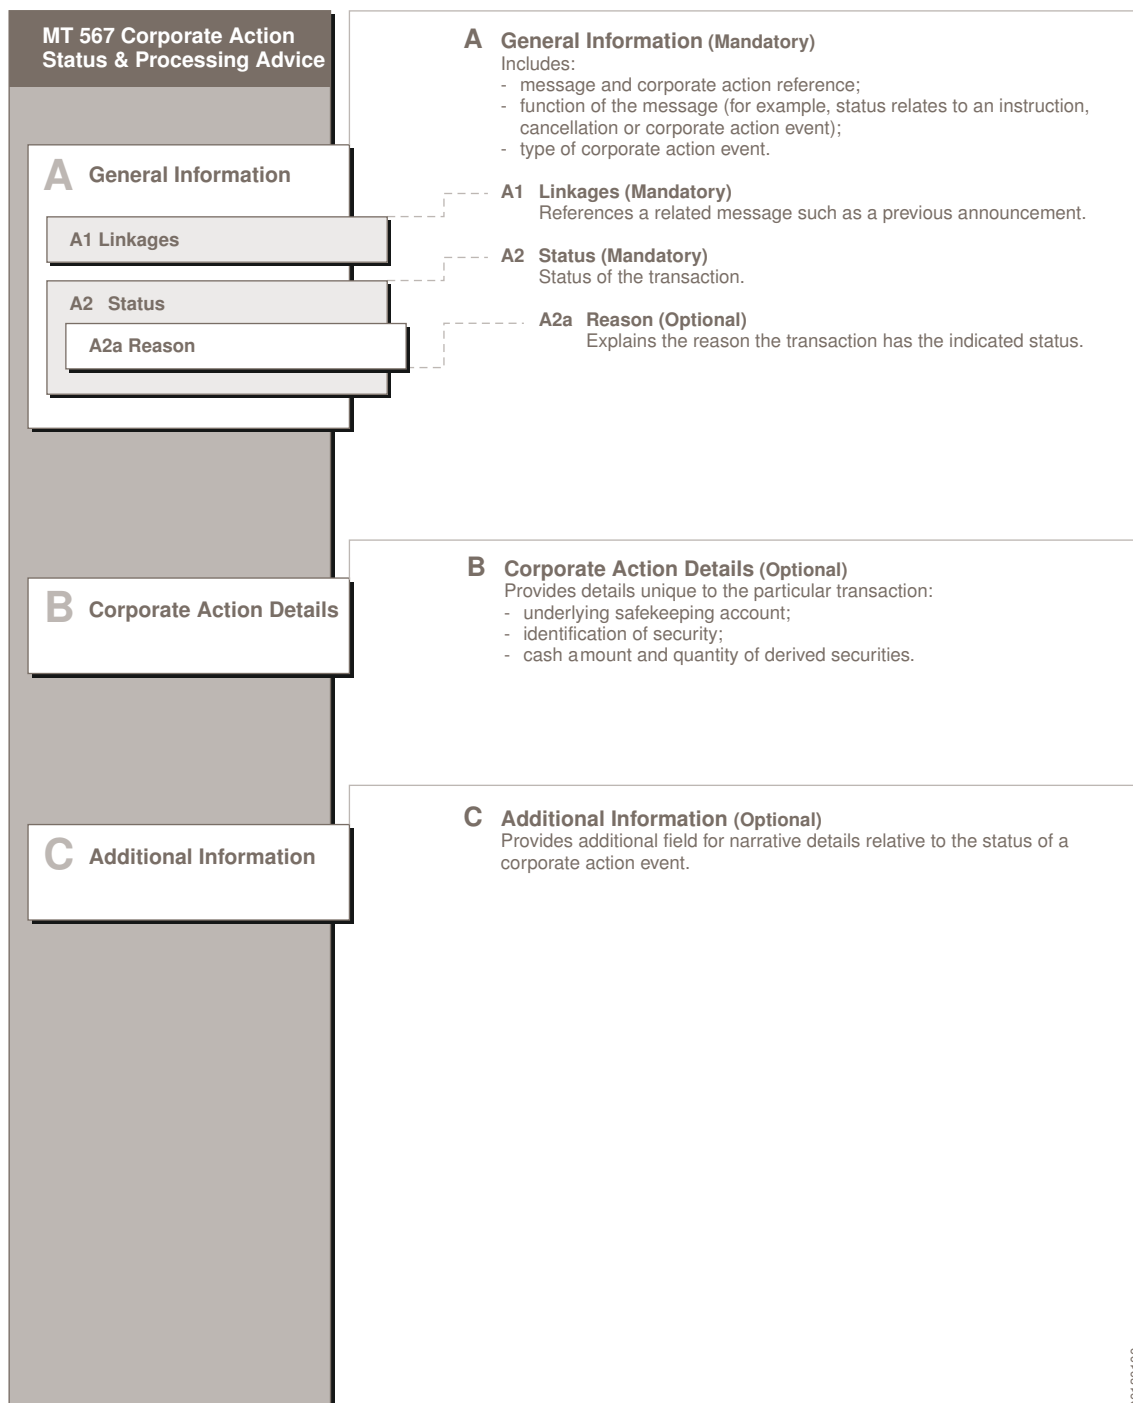 MT 567 Corporate Action
Status & Processing Advice
A General Information
A1 Linkages
A2 Status
A2a Reason
B Corporate Action Details
C Additional Information
A General Information (Mandatory)
Includes:
- message and corporate action reference;
- function of the message (for example, status relates to an instruction,
cancellation or corporate action event);
- type of corporate action event.
A1 Linkages (Mandatory)
References a related message such as a previous announcement.
A2 Status (Mandatory)
Status of the transaction.
A2a Reason (Optional)
Explains the reason the transaction has the indicated status.
B Corporate Action Details (Optional)
Provides details unique to the particular transaction:
- underlying safekeeping account;
- identification of security;
- cash amount and quantity of derived securities.
C Additional Information (Optional)
Provides additional field for narrative details relative to the status of a
corporate action event.